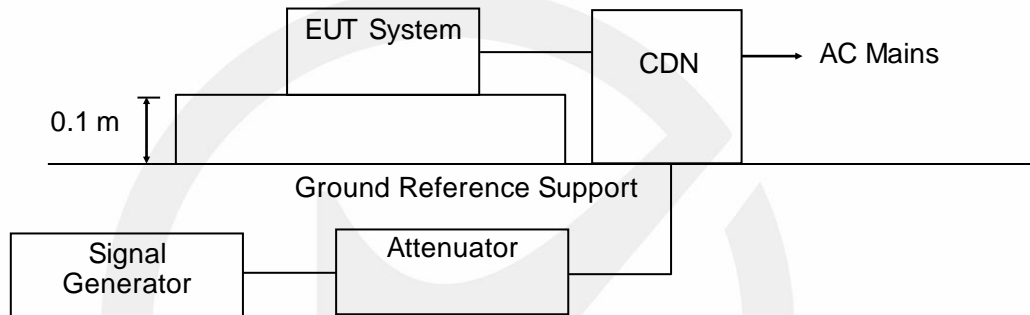 EUT System
CDN
AC Mains
0.1 m
Ground Reference Support
Signal
Generator
Attenuator